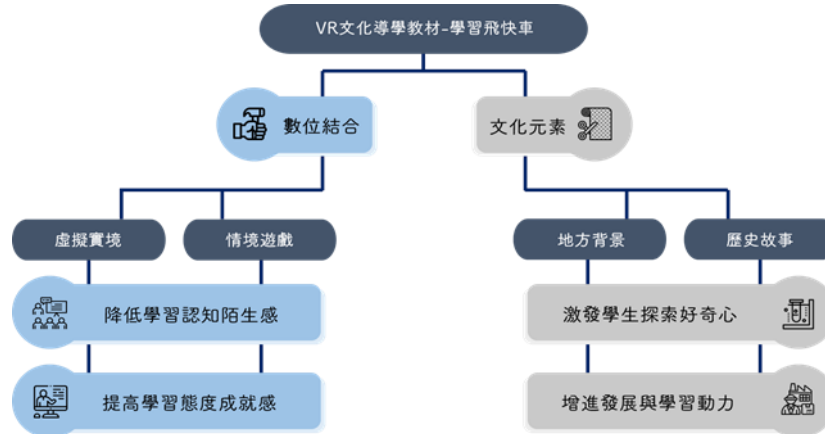 VR文化導學教材-學習飛快車
數位結合
文化元素
虛擬實境
情境遊戲
地方背景
歷史故事
降低學習認知陌生感
激發學生探索好奇心
提高學習態度成就感
增進發展與學習動力